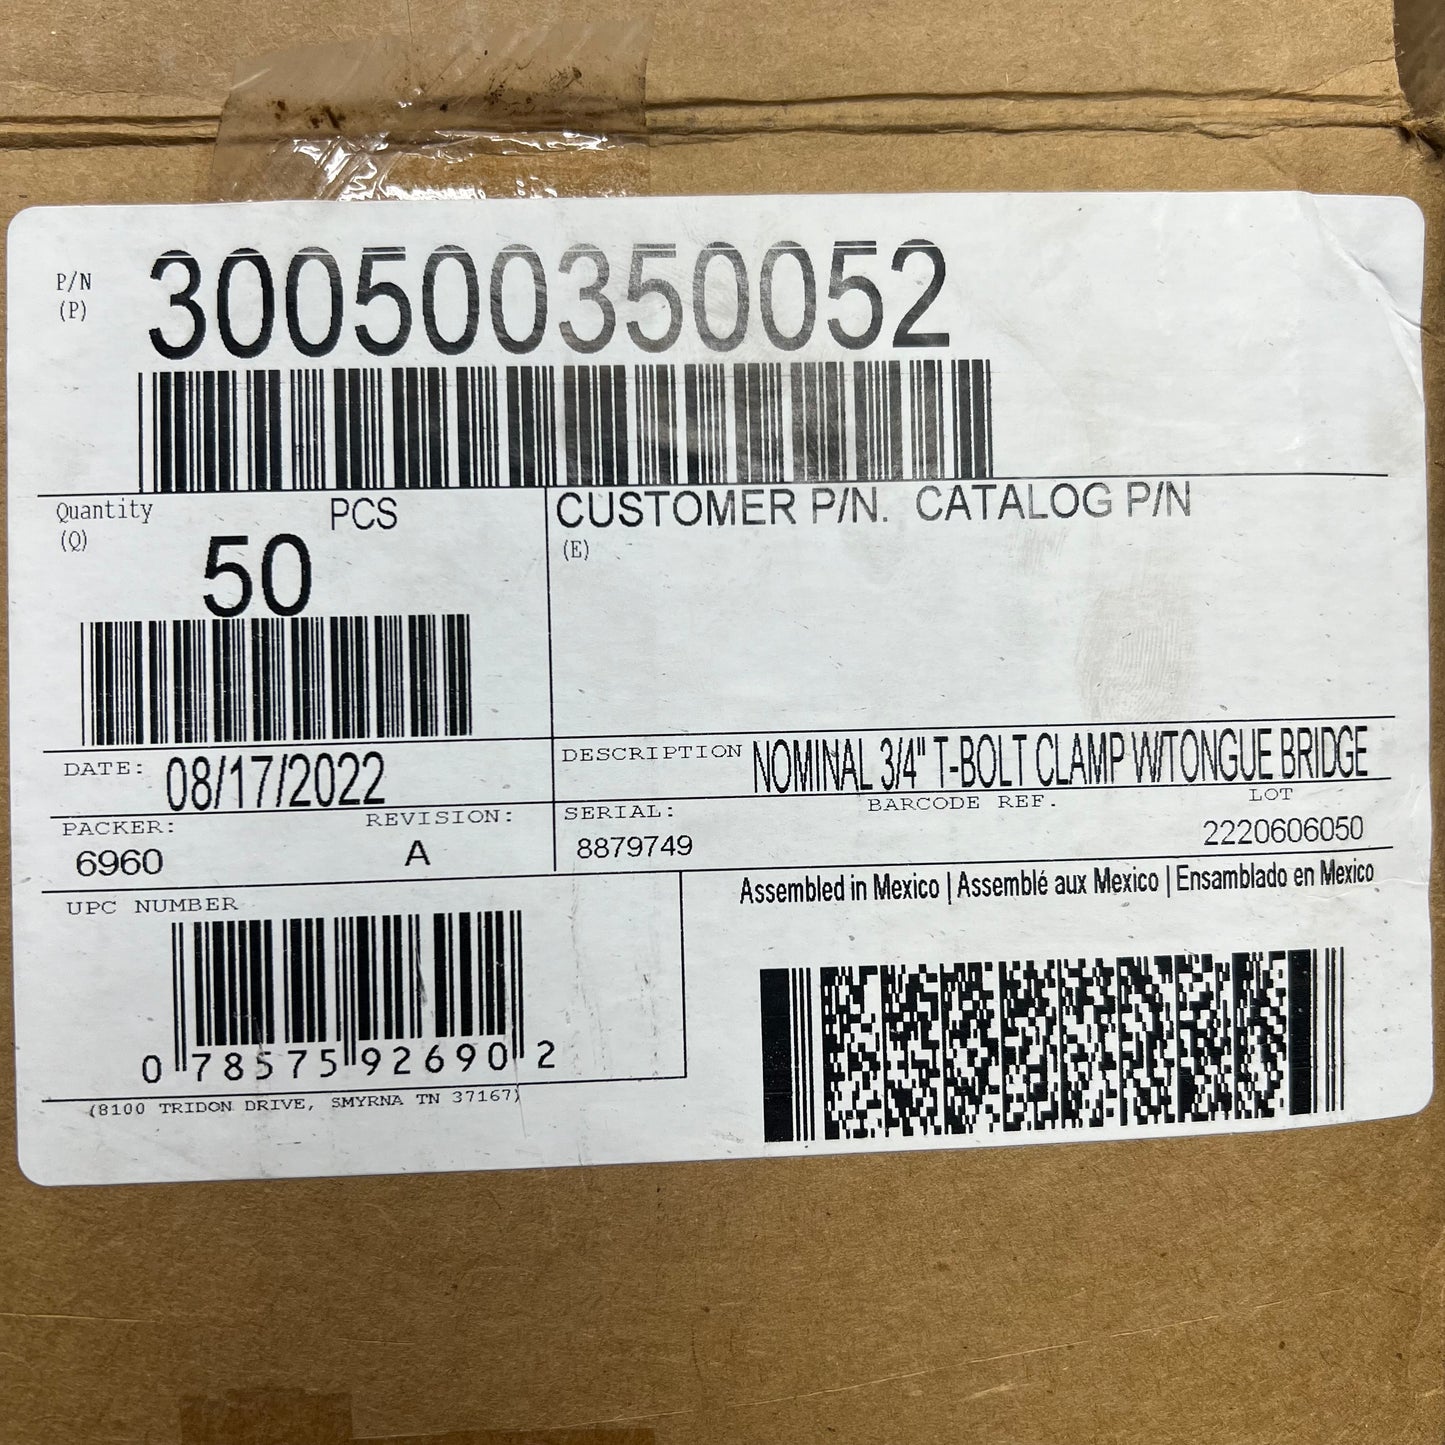 P/N
(P)
300500350052
Quantity
(Q)
PCS
50
CUSTOMER P/N. CATALOG P/N
(E)
DATE: 08/17/2022
DESCRIPTION NOMINAL 3/4" T-BOLT CLAMP W/TONGUE BRIDGE
PACKER:
6960
REVISION:
A
SERIAL:
8879749
BARCODE REF.
LOT
2220606050
UPC NUMBER
Assembled in Mexico | Assemblé aux Mexico | Ensamblado en Mexico
0 78575 92690 2
(8100 TRIDON DRIVE, SMYRNA TN 37167)